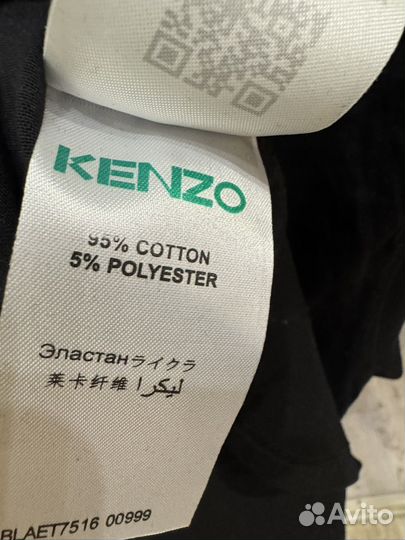 KENZO
95% COTTON
5% POLYESTER
Эластанライクラ
莱卡纤维 ليكرا
BLAET7516 00999
Avito